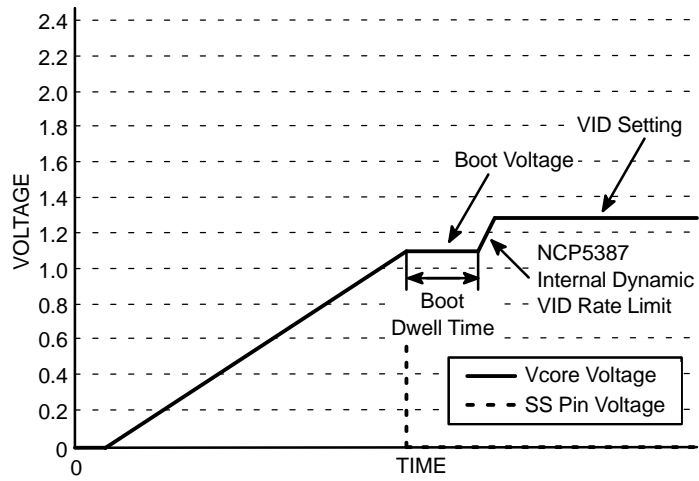 2.4
2.2
2.0
1.8
1.6
1.4
1.2
1.0
0.8
0.6
0.4
0.2
0
VOLTAGE
0
TIME
VID Setting
Boot Voltage
NCP5387
Internal Dynamic
VID Rate Limit
Boot
Dwell Time
Vcore Voltage
SS Pin Voltage